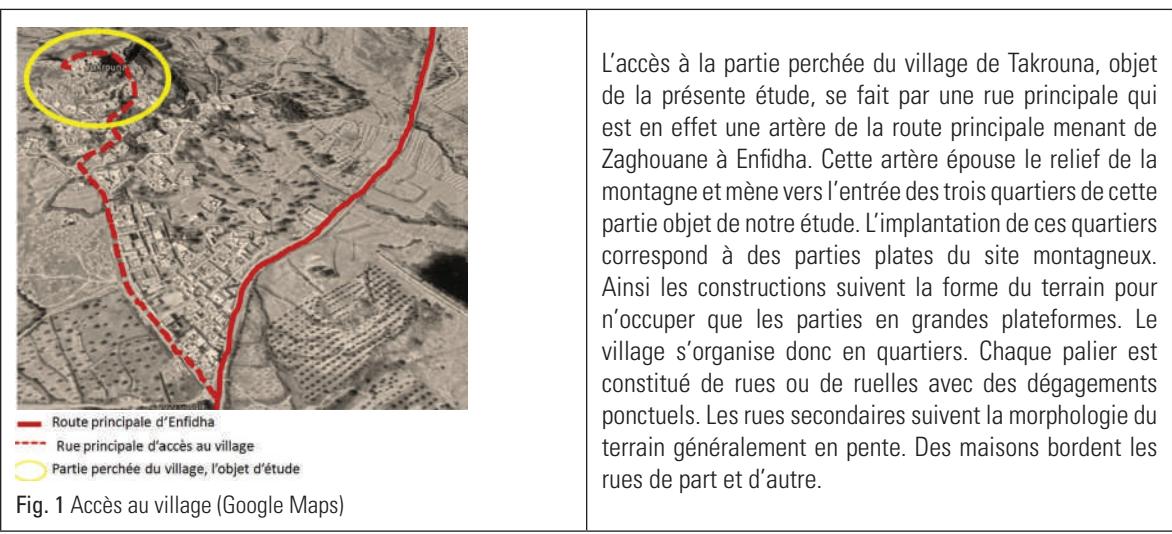 Takrouna
Route principale d'Enfidha
Rue principale d'accès au village
Partie perchée du village, l'objet d'étude
Fig. 1 Accès au village (Google Maps)
L'accès à la partie perchée du village de Takrouna, objet
de la présente étude, se fait par une rue principale qui
est en effet une artère de la route principale menant de
Zaghouane à Enfidha. Cette artère épouse le relief de la
montagne et mène vers l'entrée des trois quartiers de cette
partie objet de notre étude. L'implantation de ces quartiers
correspond à des parties plates du site montagneux.
Ainsi les constructions suivent la forme du terrain pour
n'occuper que les parties en grandes plateformes. Le
village s'organise donc en quartiers. Chaque palier est
constitué de rues ou de ruelles avec des dégagements
ponctuels. Les rues secondaires suivent la morphologie du
terrain généralement en pente. Des maisons bordent les
rues de part et d'autre.